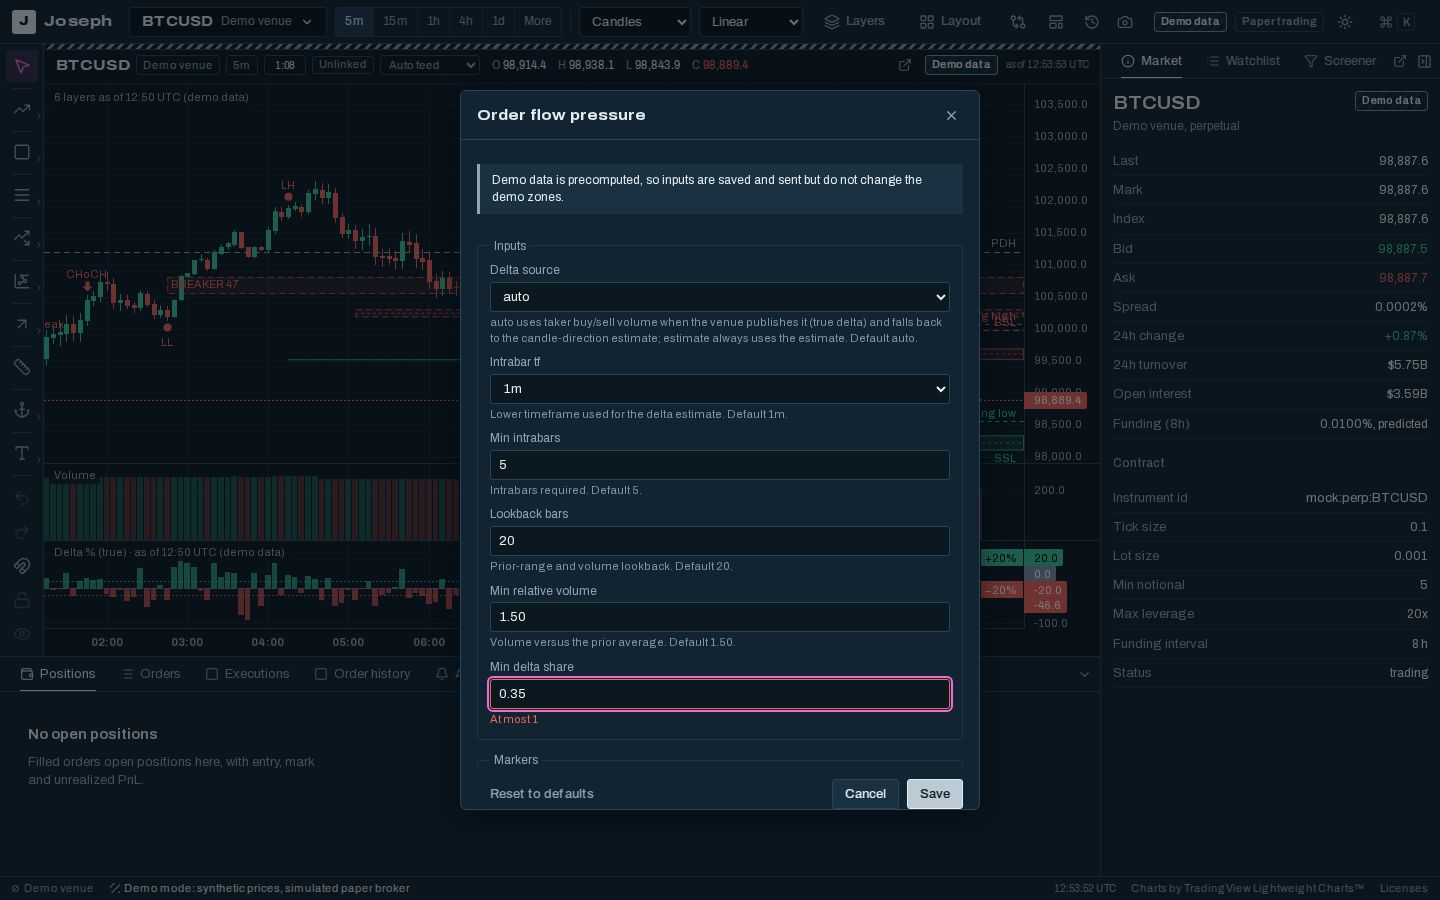 J Joseph
BTCUSD Demo venue
5m 15m 1h 4h 1d More
Candles
Linear
Layers
Layout
Demo data
Paper trading
⌘ K
BTCUSD Demo venue 5m 1:08 Unlinked Auto feed O 98,914.4 H 98,938.1 L 98,843.9 C 98,889.4
Demo data as of 12:53:53 UTC
6 layers as of 12:50 UTC (demo data)
LH
CHoCH
BREAKER 47
LL
PDH
BSL
ng low
SSL
103,500.0
103,000.0
102,500.0
102,000.0
101,500.0
101,000.0
100,500.0
100,000.0
99,500.0
98,889.4
98,500.0
98,000.0
Volume
200.0
Delta % (true) · as of 12:50 UTC (demo data)
+20% 20.0
0.0
−20% -20.0
-46.6
-100.0
02:00 03:00 04:00 05:00 06:00
Order flow pressure
Demo data is precomputed, so inputs are saved and sent but do not change the
demo zones.
Inputs
Delta source
auto
auto uses taker buy/sell volume when the venue publishes it (true delta) and falls back
to the candle-direction estimate; estimate always uses the estimate. Default auto.
Intrabar tf
1m
Lower timeframe used for the delta estimate. Default 1m.
Min intrabars
5
Intrabars required. Default 5.
Lookback bars
20
Prior-range and volume lookback. Default 20.
Min relative volume
1.50
Volume versus the prior average. Default 1.50.
Min delta share
0.35
At most 1
Markers
Reset to defaults
Cancel
Save
Market Watchlist Screener
BTCUSD Demo data
Demo venue, perpetual
Last 98,887.6
Mark 98,887.6
Index 98,887.6
Bid 98,887.5
Ask 98,887.7
Spread 0.0002%
24h change +0.87%
24h turnover $5.75B
Open interest $3.59B
Funding (8h) 0.0100%, predicted
Contract
Instrument id mock:perp:BTCUSD
Tick size 0.1
Lot size 0.001
Min notional 5
Max leverage 20x
Funding interval 8 h
Status trading
Positions Orders Executions Order history
No open positions
Filled orders open positions here, with entry, mark
and unrealized PnL.
Demo venue
Demo mode: synthetic prices, simulated paper broker
12:53:52 UTC
Charts by TradingView Lightweight Charts™
Licenses